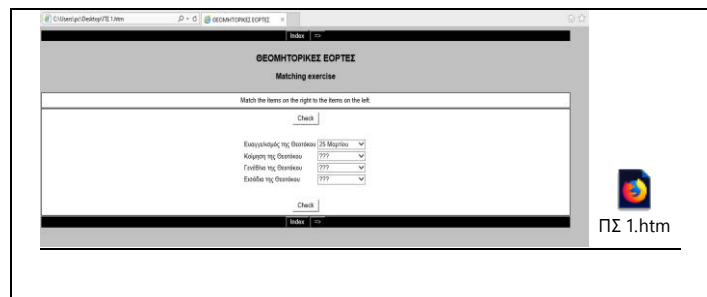 C:\Users\pc\Desktop\ΠΣ 1.htm
ΘΕΟΜΗΤΟΡΙΚΕΣ ΕΟΡΤΕΣ
Index =>
ΘΕΟΜΗΤΟΡΙΚΕΣ ΕΟΡΤΕΣ
Matching exercise
Match the items on the right to the items on the left.
Check
Ευαγγελισμός της Θεοτόκου 25 Μαρτίου
Κοίμηση της Θεοτόκου ???
Γενέθλια της Θεοτόκου ???
Εισόδια της Θεοτόκου ???
Check
Index =>
ΠΣ 1.htm